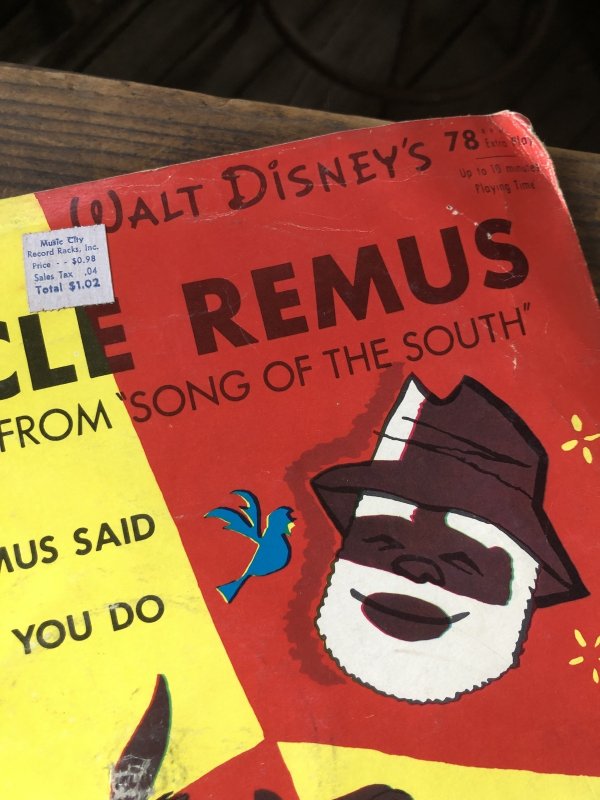 WALT DISNEY'S 78 Extra Play
Up to 10 minutes
Playing Time
Music City
Record Racks, Inc.
Price - - $0.98
Sales Tax .04
Total $1.02
CLE REMUS
FROM "SONG OF THE SOUTH"
MUS SAID
YOU DO